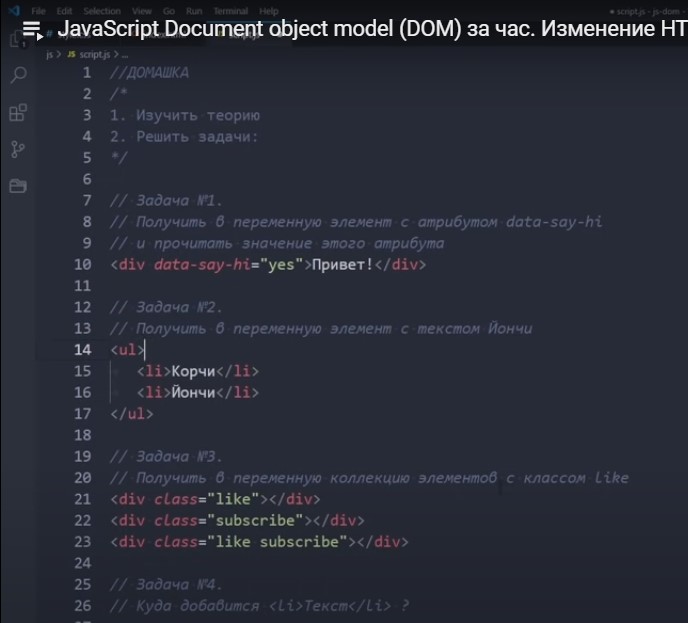 File Edit Selection View Go Run Terminal Help
● script.js - js-dom -
JavaScript Document object model (DOM) за час. Изменение HT
js > JS script.js > ...
1 //ДОМАШКА
2 /*
3 1. Изучить теорию
4 2. Решить задачи:
5 */
6
7 // Задача №1.
8 // Получить в переменную элемент с атрибутом data-say-hi
9 // и прочитать значение этого атрибута
10 <div data-say-hi="yes">Привет!</div>
11
12 // Задача №2.
13 // Получить в переменную элемент с текстом Йончи
14 <ul>
15 <li>Корчи</li>
16 <li>Йончи</li>
17 </ul>
18
19 // Задача №3.
20 // Получить в переменную коллекцию элементов с классом like
21 <div class="like"></div>
22 <div class="subscribe"></div>
23 <div class="like subscribe"></div>
24
25 // Задача №4.
26 // Куда добавится <li>Текст</li> ?